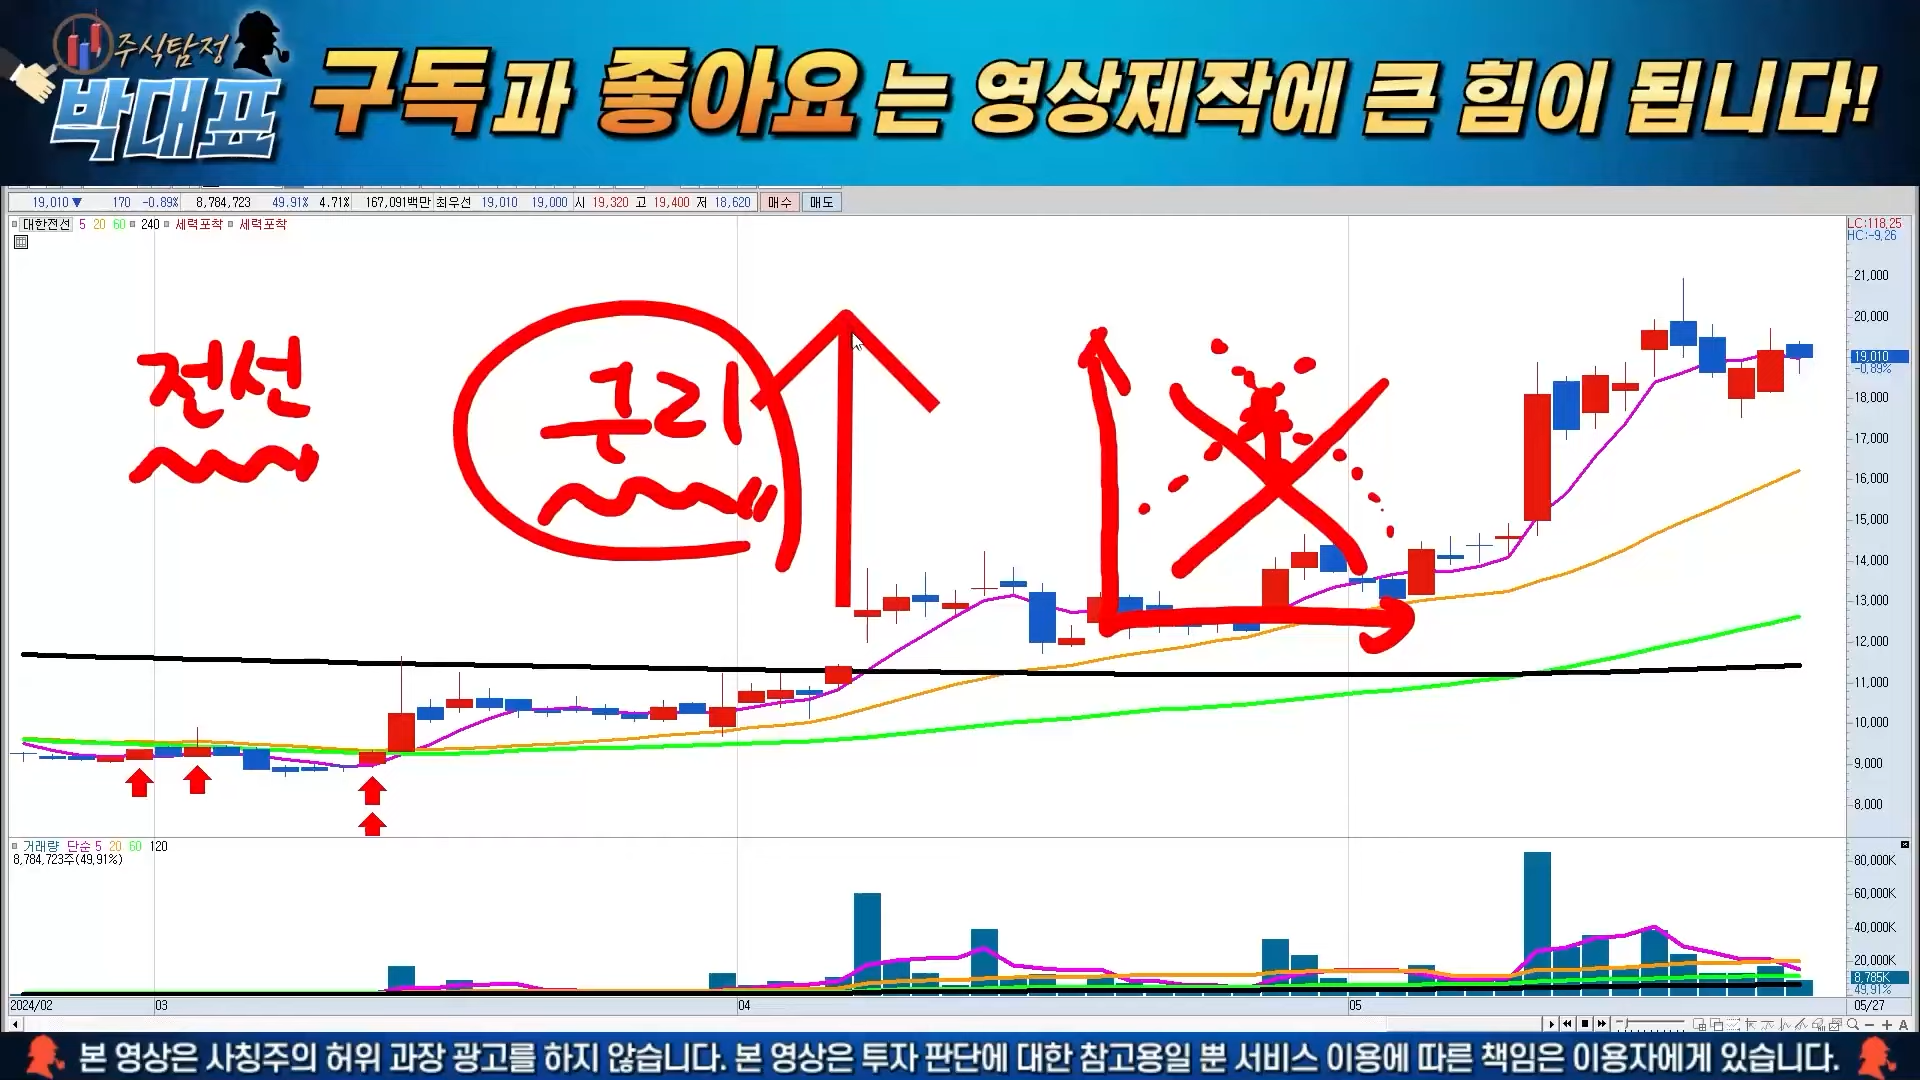 주식탐정
박대표
구독과 좋아요는 영상제작에 큰 힘이 됩니다!
19,010 ▼ 170 -0.89% 8,784,723 49.91% 4.71% 167,091백만 최우선 19,010 19,000 시 19,320 고 19,400 저 18,620 매수 매도
대한전선 5 20 60 240 세력포착 세력포착
LC:118.25
HC:-9.26
21,000
20,000
19,010
-0.89%
18,000
17,000
16,000
15,000
14,000
13,000
12,000
11,000
10,000
9,000
8,000
전선
구리
거래량 단순 5 20 60 120
8,784,723주(49.91%)
80,000K
60,000K
40,000K
20,000K
8,785K
49.91%
2024/02 03 04 05 05/27
A
본 영상은 사칭주의 허위 과장 광고를 하지 않습니다. 본 영상은 투자 판단에 대한 참고용일 뿐 서비스 이용에 따른 책임은 이용자에게 있습니다.